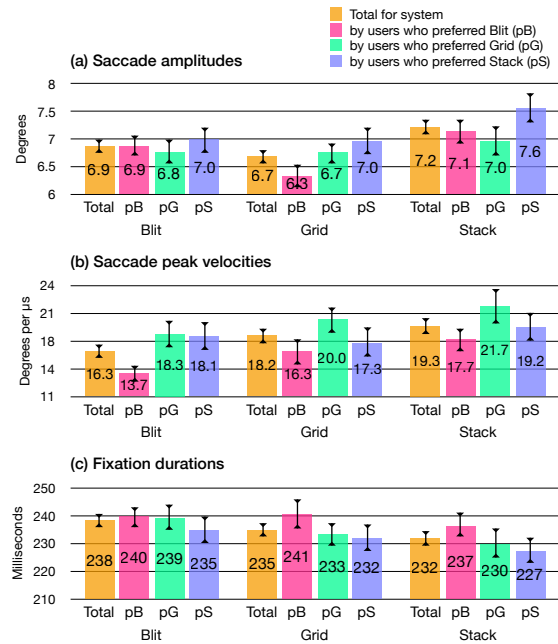 Total for system
by users who preferred Blit (pB)
by users who preferred Grid (pG)
by users who preferred Stack (pS)
(a) Saccade amplitudes
Degrees
8
7.5
7
6.5
6
6.9 6.9 6.8 7.0 6.7 6.3 6.7 7.0 7.2 7.1 7.0 7.6
Total pB pG pS Total pB pG pS Total pB pG pS
Blit Grid Stack
(b) Saccade peak velocities
Degrees per µs
24
21
18
14
11
16.3 13.7 18.3 18.1 18.2 16.3 20.0 17.3 19.3 17.7 21.7 19.2
Total pB pG pS Total pB pG pS Total pB pG pS
Blit Grid Stack
(c) Fixation durations
Milliseconds
250
240
230
220
210
238 240 239 235 235 241 233 232 232 237 230 227
Total pB pG pS Total pB pG pS Total pB pG pS
Blit Grid Stack